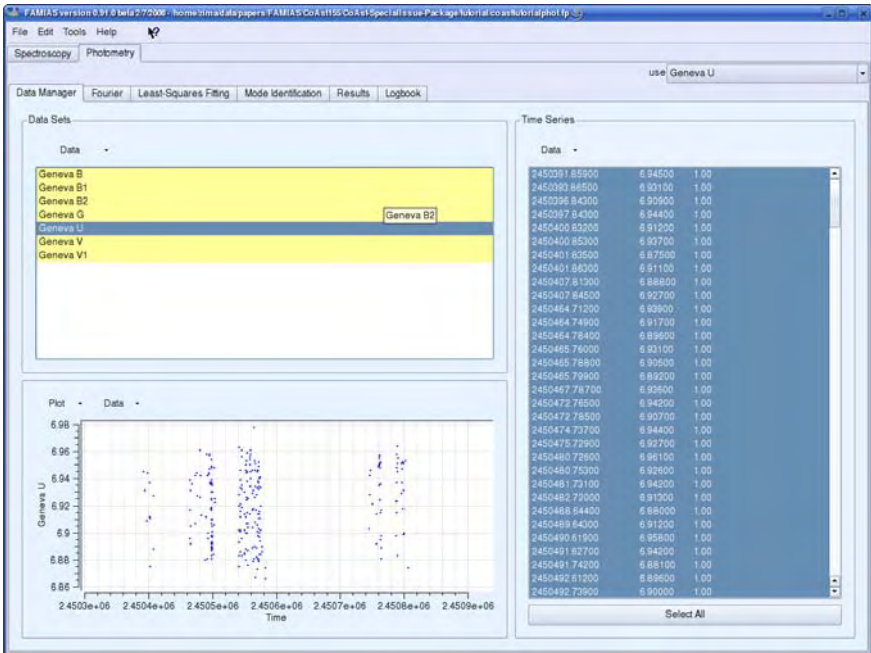 FAMIAS version 0.91.0 beta 2/7/2008 - home/zima/data/papers/FAMIAS/CoAst155/CoAst-SpecialIssue-Package/tutorial/coast/tutorialphot.fp
File Edit Tools Help
Spectroscopy Photometry
use Geneva U
Data Manager Fourier Least-Squares Fitting Mode Identification Results Logbook
Data Sets
Data
Geneva B
Geneva B1
Geneva B2
Geneva G
Geneva B2
Geneva U
Geneva V
Geneva V1
Plot Data
6.98
6.96
6.94
6.92
6.9
6.88
6.86
Geneva U
2.4503e+06 2.4504e+06 2.4505e+06 2.4506e+06 2.4507e+06 2.4508e+06 2.4509e+06
Time
Time Series
Data
2450391.85900 6.94500 1.00
2450393.86500 6.93100 1.00
2450396.84300 6.90900 1.00
2450397.84300 6.94400 1.00
2450400.83200 6.91200 1.00
2450400.85300 6.93700 1.00
2450401.83500 6.87500 1.00
2450401.86300 6.91100 1.00
2450407.81300 6.88800 1.00
2450407.84500 6.92700 1.00
2450464.71200 6.93900 1.00
2450464.74900 6.91700 1.00
2450464.78400 6.89600 1.00
2450465.76000 6.93100 1.00
2450465.78800 6.90500 1.00
2450465.79900 6.89200 1.00
2450467.78700 6.93600 1.00
2450472.76500 6.94200 1.00
2450472.78500 6.90700 1.00
2450474.73700 6.94400 1.00
2450475.72900 6.92700 1.00
2450480.72600 6.96100 1.00
2450480.75300 6.92600 1.00
2450481.73100 6.94200 1.00
2450482.72000 6.91300 1.00
2450488.64400 6.88000 1.00
2450489.64300 6.91200 1.00
2450490.61900 6.95800 1.00
2450491.62700 6.94200 1.00
2450491.74200 6.88100 1.00
2450492.61200 6.89600 1.00
2450492.73900 6.90000 1.00
Select All